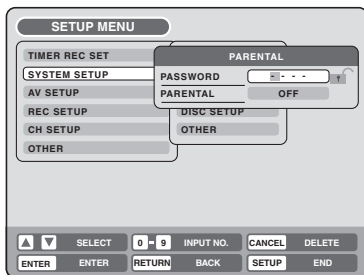 SETUP MENU
TIMER REC SET
SYSTEM SETUP
AV SETUP
REC SETUP
CH SETUP
OTHER
PARENTAL
PASSWORD - - - -
PARENTAL OFF
DISC SETUP
OTHER
SELECT 0 - 9 INPUT NO. CANCEL DELETE
ENTER ENTER RETURN BACK SETUP END